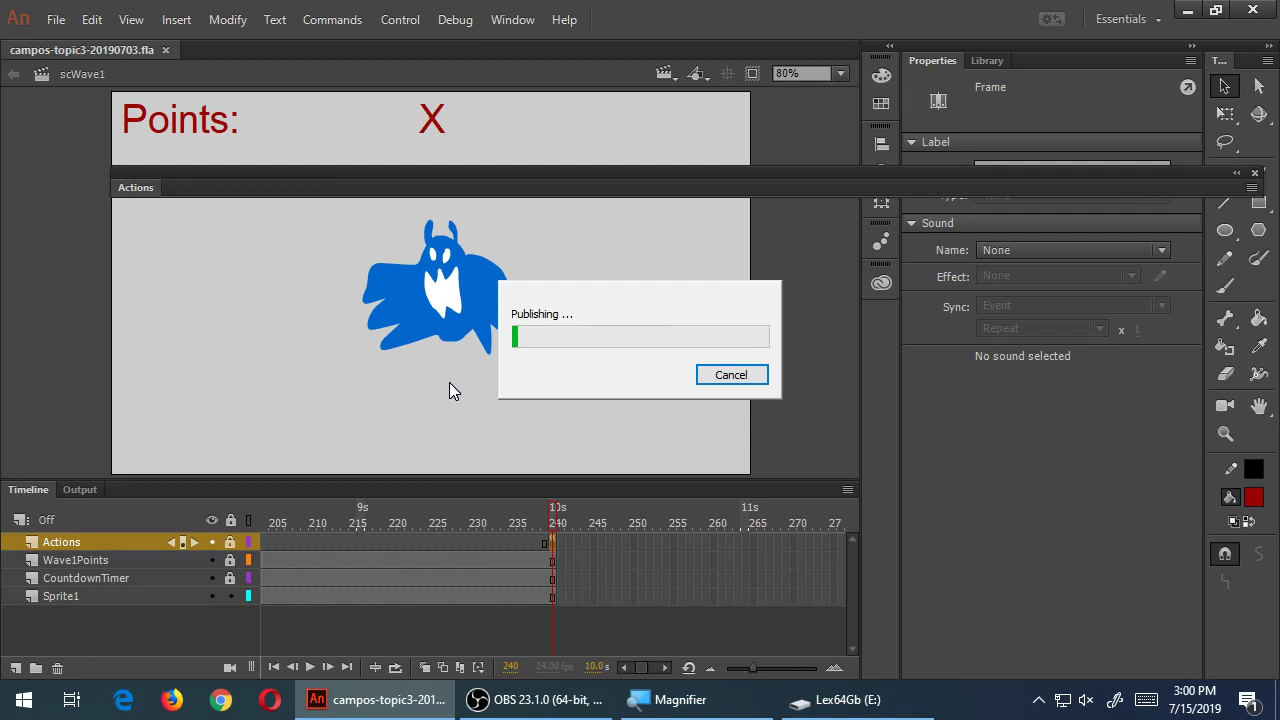 An File Edit View Insert Modify Text Commands Control Debug Window Help Essentials
campos-topic3-20190703.fla ×
scWave1 80%
Properties Library T...
Points: X
Frame
Label
Actions
Sound
Name: None
Effect: None
Sync: Event
Repeat x 1
No sound selected
Publishing ...
Cancel
Timeline Output
9s 10s 11s
Off 205 210 215 220 225 230 235 240 245 250 255 260 265 270 27
Actions
Wave1Points
CountdownTimer
Sprite1
240 24.00 fps 10.0 s
campos-topic3-201... OBS 23.1.0 (64-bit, ... Magnifier Lex64Gb (E:)
3:00 PM
7/15/2019
1